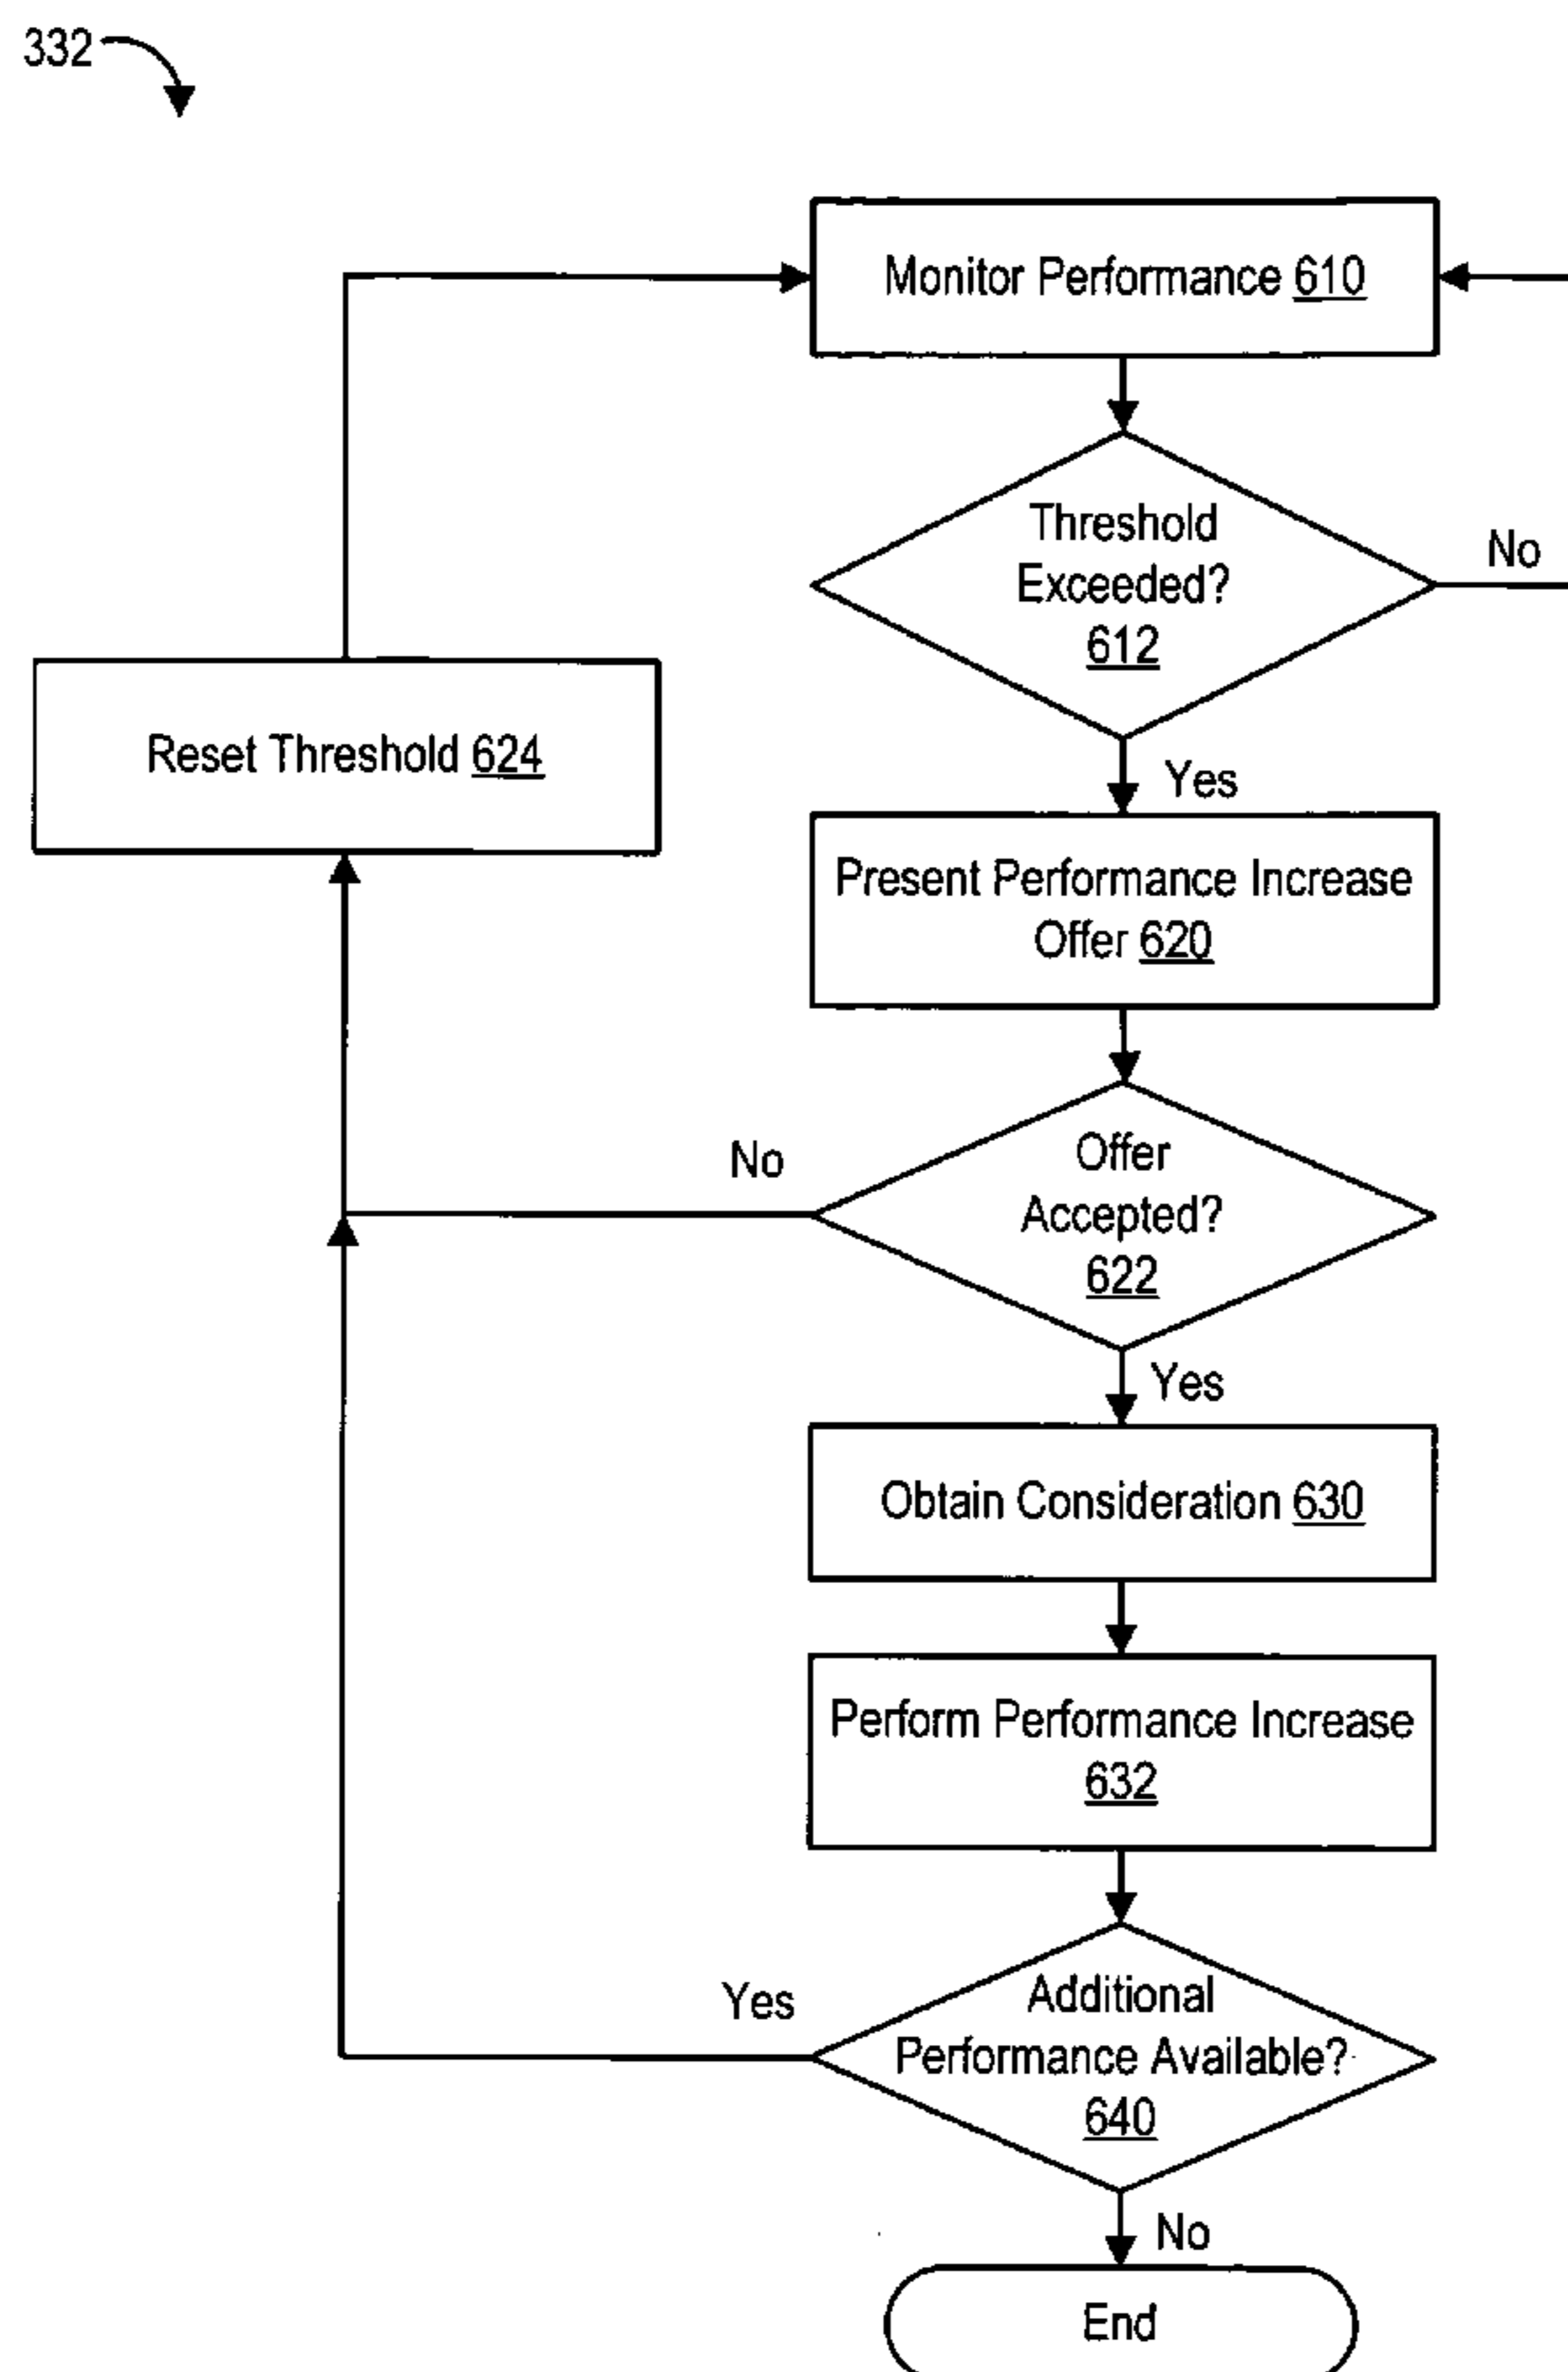 332
Monitor Performance 610
Threshold
Exceeded?
612
No
Yes
Reset Threshold 624
Present Performance Increase
Offer 620
No
Offer
Accepted?
622
Yes
Obtain Consideration 630
Perform Performance Increase
632
Yes
Additional
Performance Available?
640
No
End